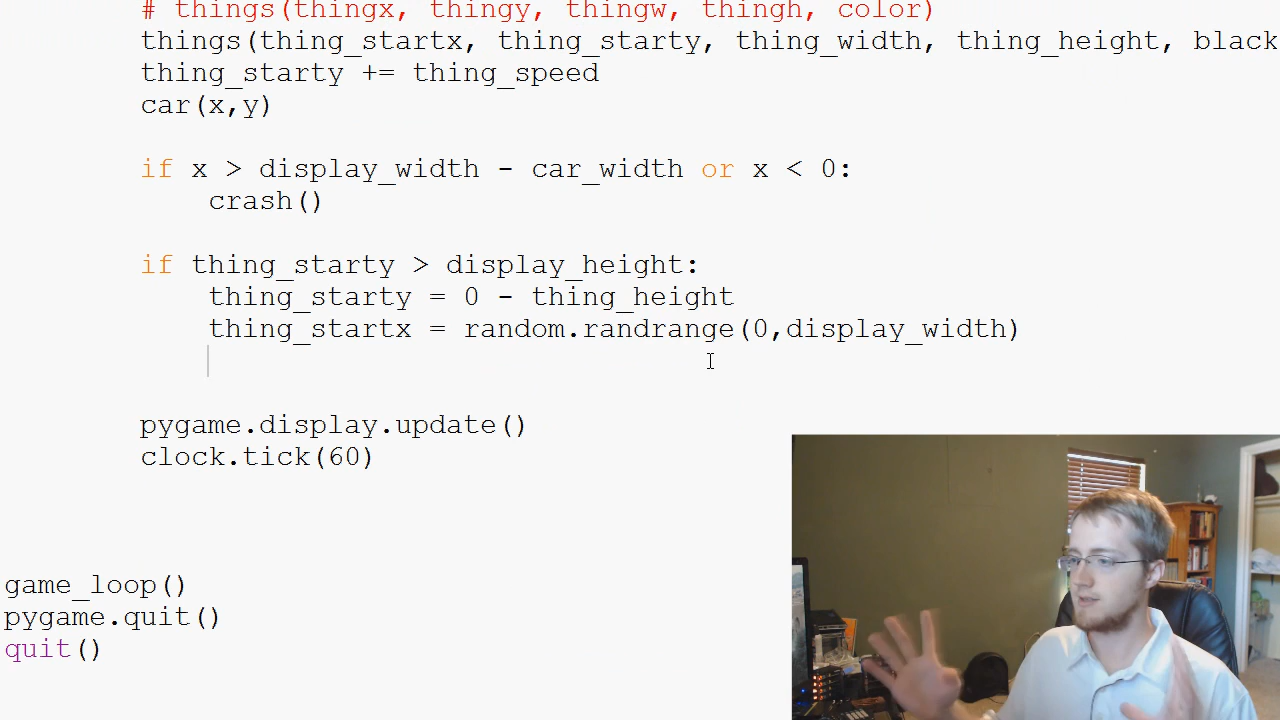 # things(thingx, thingy, thingw, thingh, color)
things(thing_startx, thing_starty, thing_width, thing_height, black
thing_starty += thing_speed
car(x,y)
if x > display_width - car_width or x < 0:
crash()
if thing_starty > display_height:
thing_starty = 0 - thing_height
thing_startx = random.randrange(0,display_width)
pygame.display.update()
clock.tick(60)
game_loop()
pygame.quit()
quit()